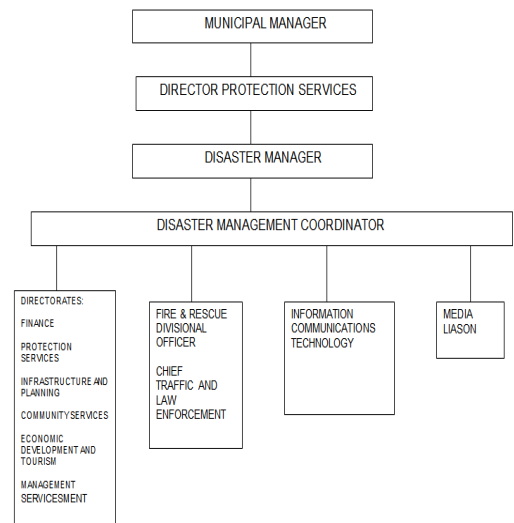 MUNICIPAL MANAGER
DIRECTOR PROTECTION SERVICES
DISASTER MANAGER
DISASTER MANAGEMENT COORDINATOR
DIRECTORATES:
FINANCE
PROTECTION
SERVICES
INFRASTRUCTURE AND
PLANNING
COMMUNITY SERVICES
ECONOMIC
DEVELOPMENT AND
TOURISM
MANAGEMENT
SERVICESMENT
FIRE & RESCUE
DIVISIONAL
OFFICER
CHIEF
TRAFFIC AND
LAW
ENFORCEMENT
INFORMATION
COMMUNICATIONS
TECHNOLOGY
MEDIA
LIASON